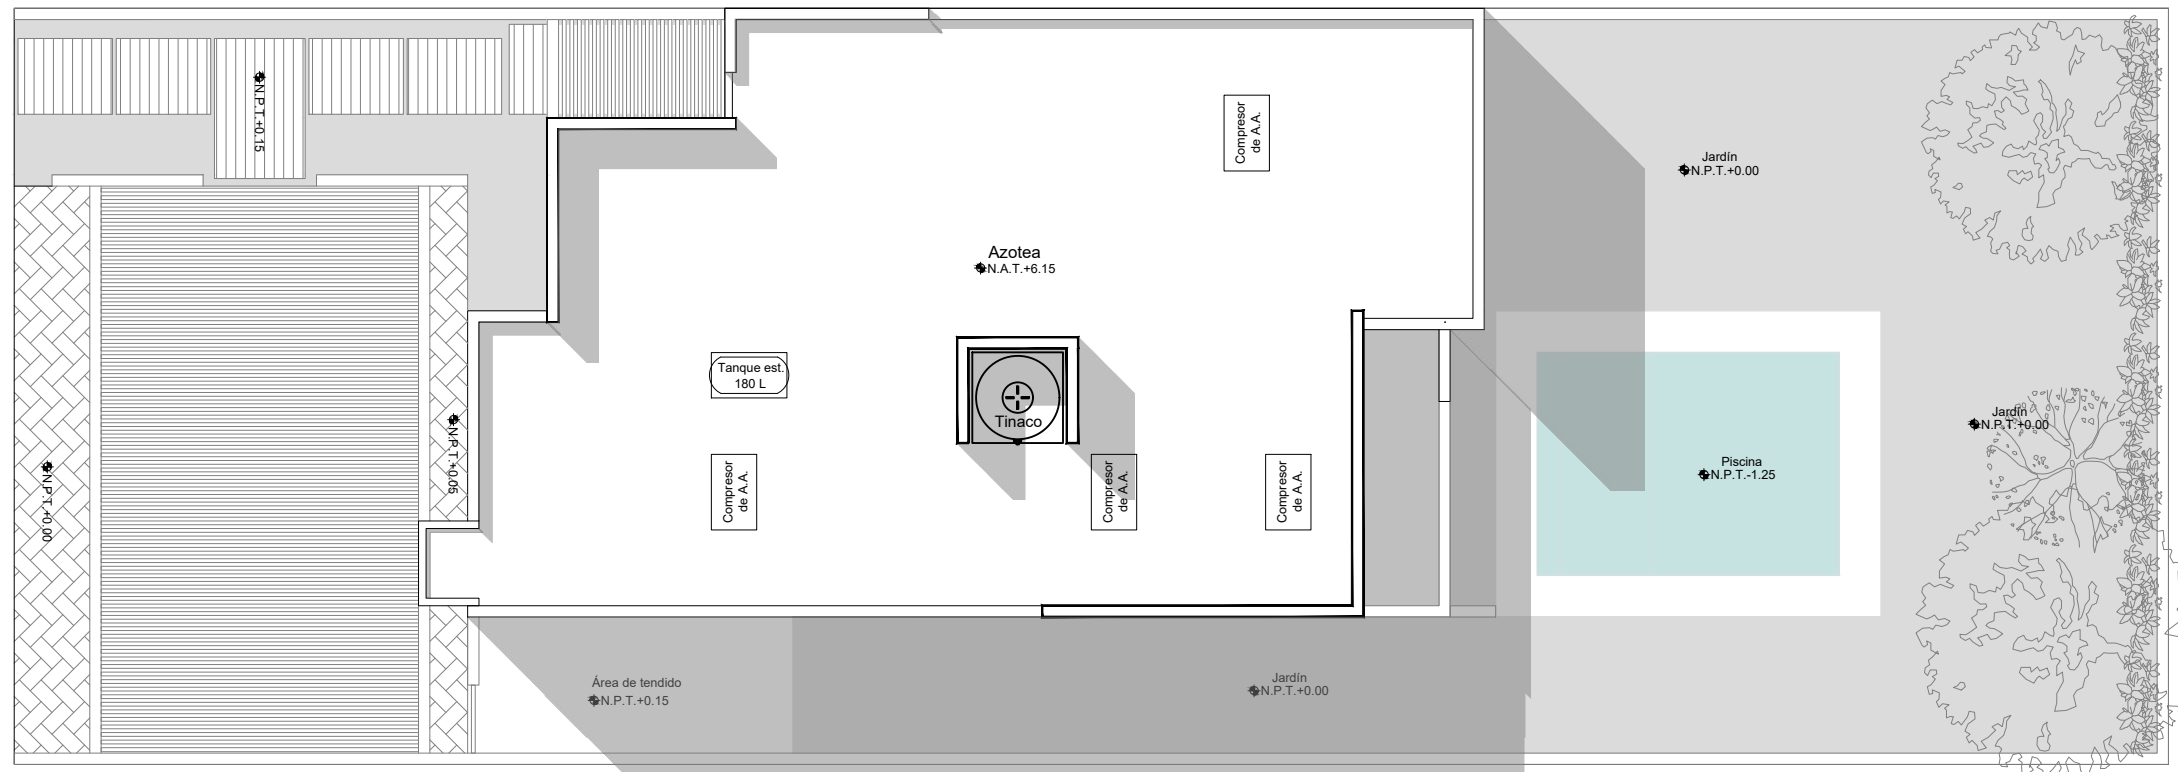 N.P.T.+0.15
Compresor
de A.A.
Jardín
N.P.T.+0.00
Azotea
N.A.T.+6.15
Tanque est.
180 L
Tinaco
N.P.T.+0.05
N.P.T.+0.00
Compresor
de A.A.
Compresor
de A.A.
Compresor
de A.A.
Jardín
N.P.T.+0.00
Piscina
N.P.T.-1.25
Área de tendido
N.P.T.+0.15
Jardín
N.P.T.+0.00